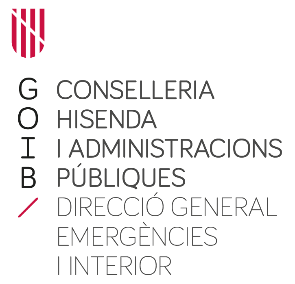 GOIB/
CONSELLERIA
HISENDA
I ADMINISTRACIONS
PÚBLIQUES
DIRECCIÓ GENERAL
EMERGÈNCIES
I INTERIOR